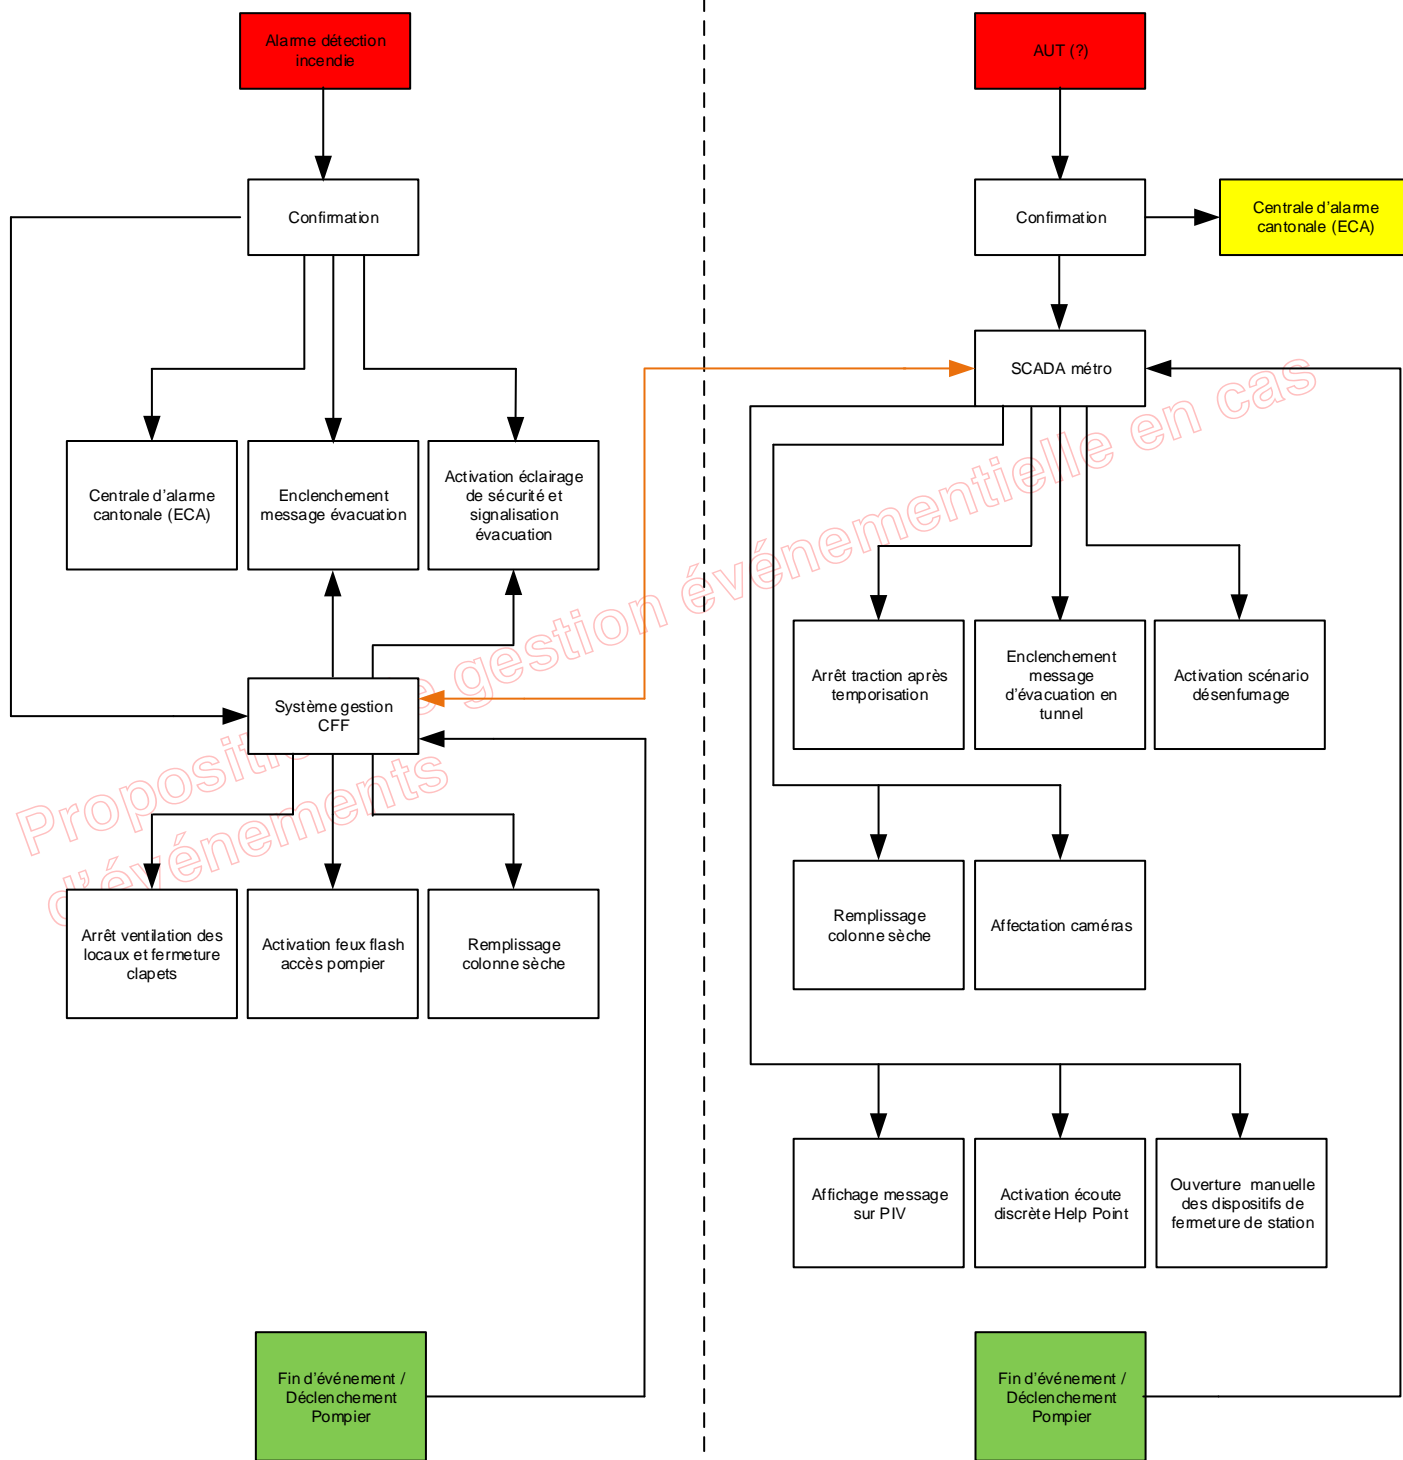 Alarme détection
incendie
AUT (?)
Confirmation
Confirmation
Centrale d'alarme
cantonale (ECA)
SCADA métro
Centrale d'alarme
cantonale (ECA)
Enclenchement
message évacuation
Activation éclairage
de sécurité et
signalisation
évacuation
Arrêt traction après
temporisation
Enclenchement
message
d'évacuation en
tunnel
Activation scénario
désenfumage
Système gestion
CFF
Arrêt ventilation des
locaux et fermeture
clapets
Activation feux flash
accès pompier
Remplissage
colonne sèche
Remplissage
colonne sèche
Affectation caméras
Affichage message
sur PIV
Activation écoute
discrète Help Point
Ouverture manuelle
des dispositifs de
fermeture de station
Fin d'événement /
Déclenchement
Pompier
Fin d'événement /
Déclenchement
Pompier
gestion événementielle en cas
d'événements